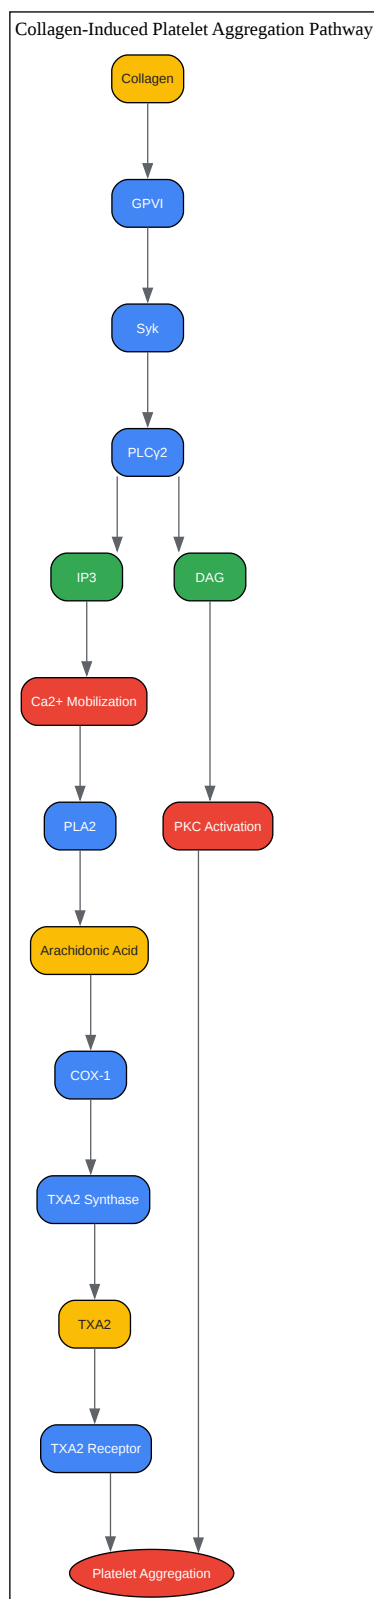 Collagen-Induced Platelet Aggregation Pathway
Collagen
GPVI
Syk
PLCγ2
IP3
DAG
Ca2+ Mobilization
PLA2
PKC Activation
Arachidonic Acid
COX-1
TXA2 Synthase
TXA2
TXA2 Receptor
Platelet Aggregation